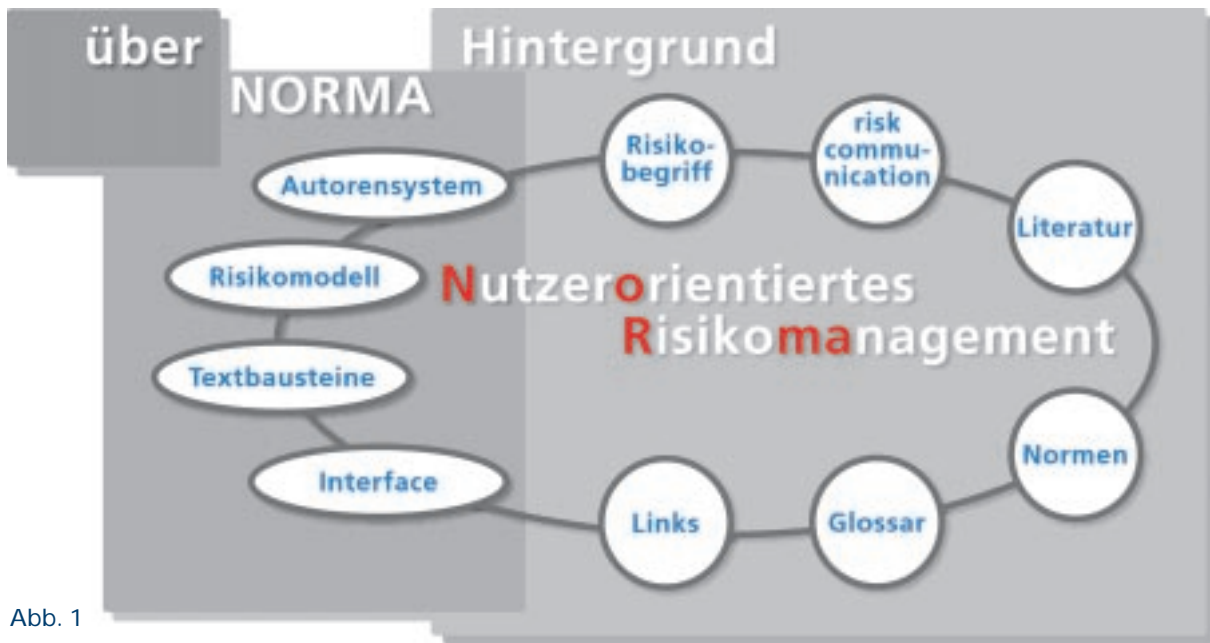 über
NORMA
Hintergrund
Autorensystem
Risikomodell
Textbausteine
Interface
Risiko-
begriff
risk
commu-
nication
Literatur
Nutzerorientiertes
Risikomanagement
Normen
Glossar
Links
Abb. 1